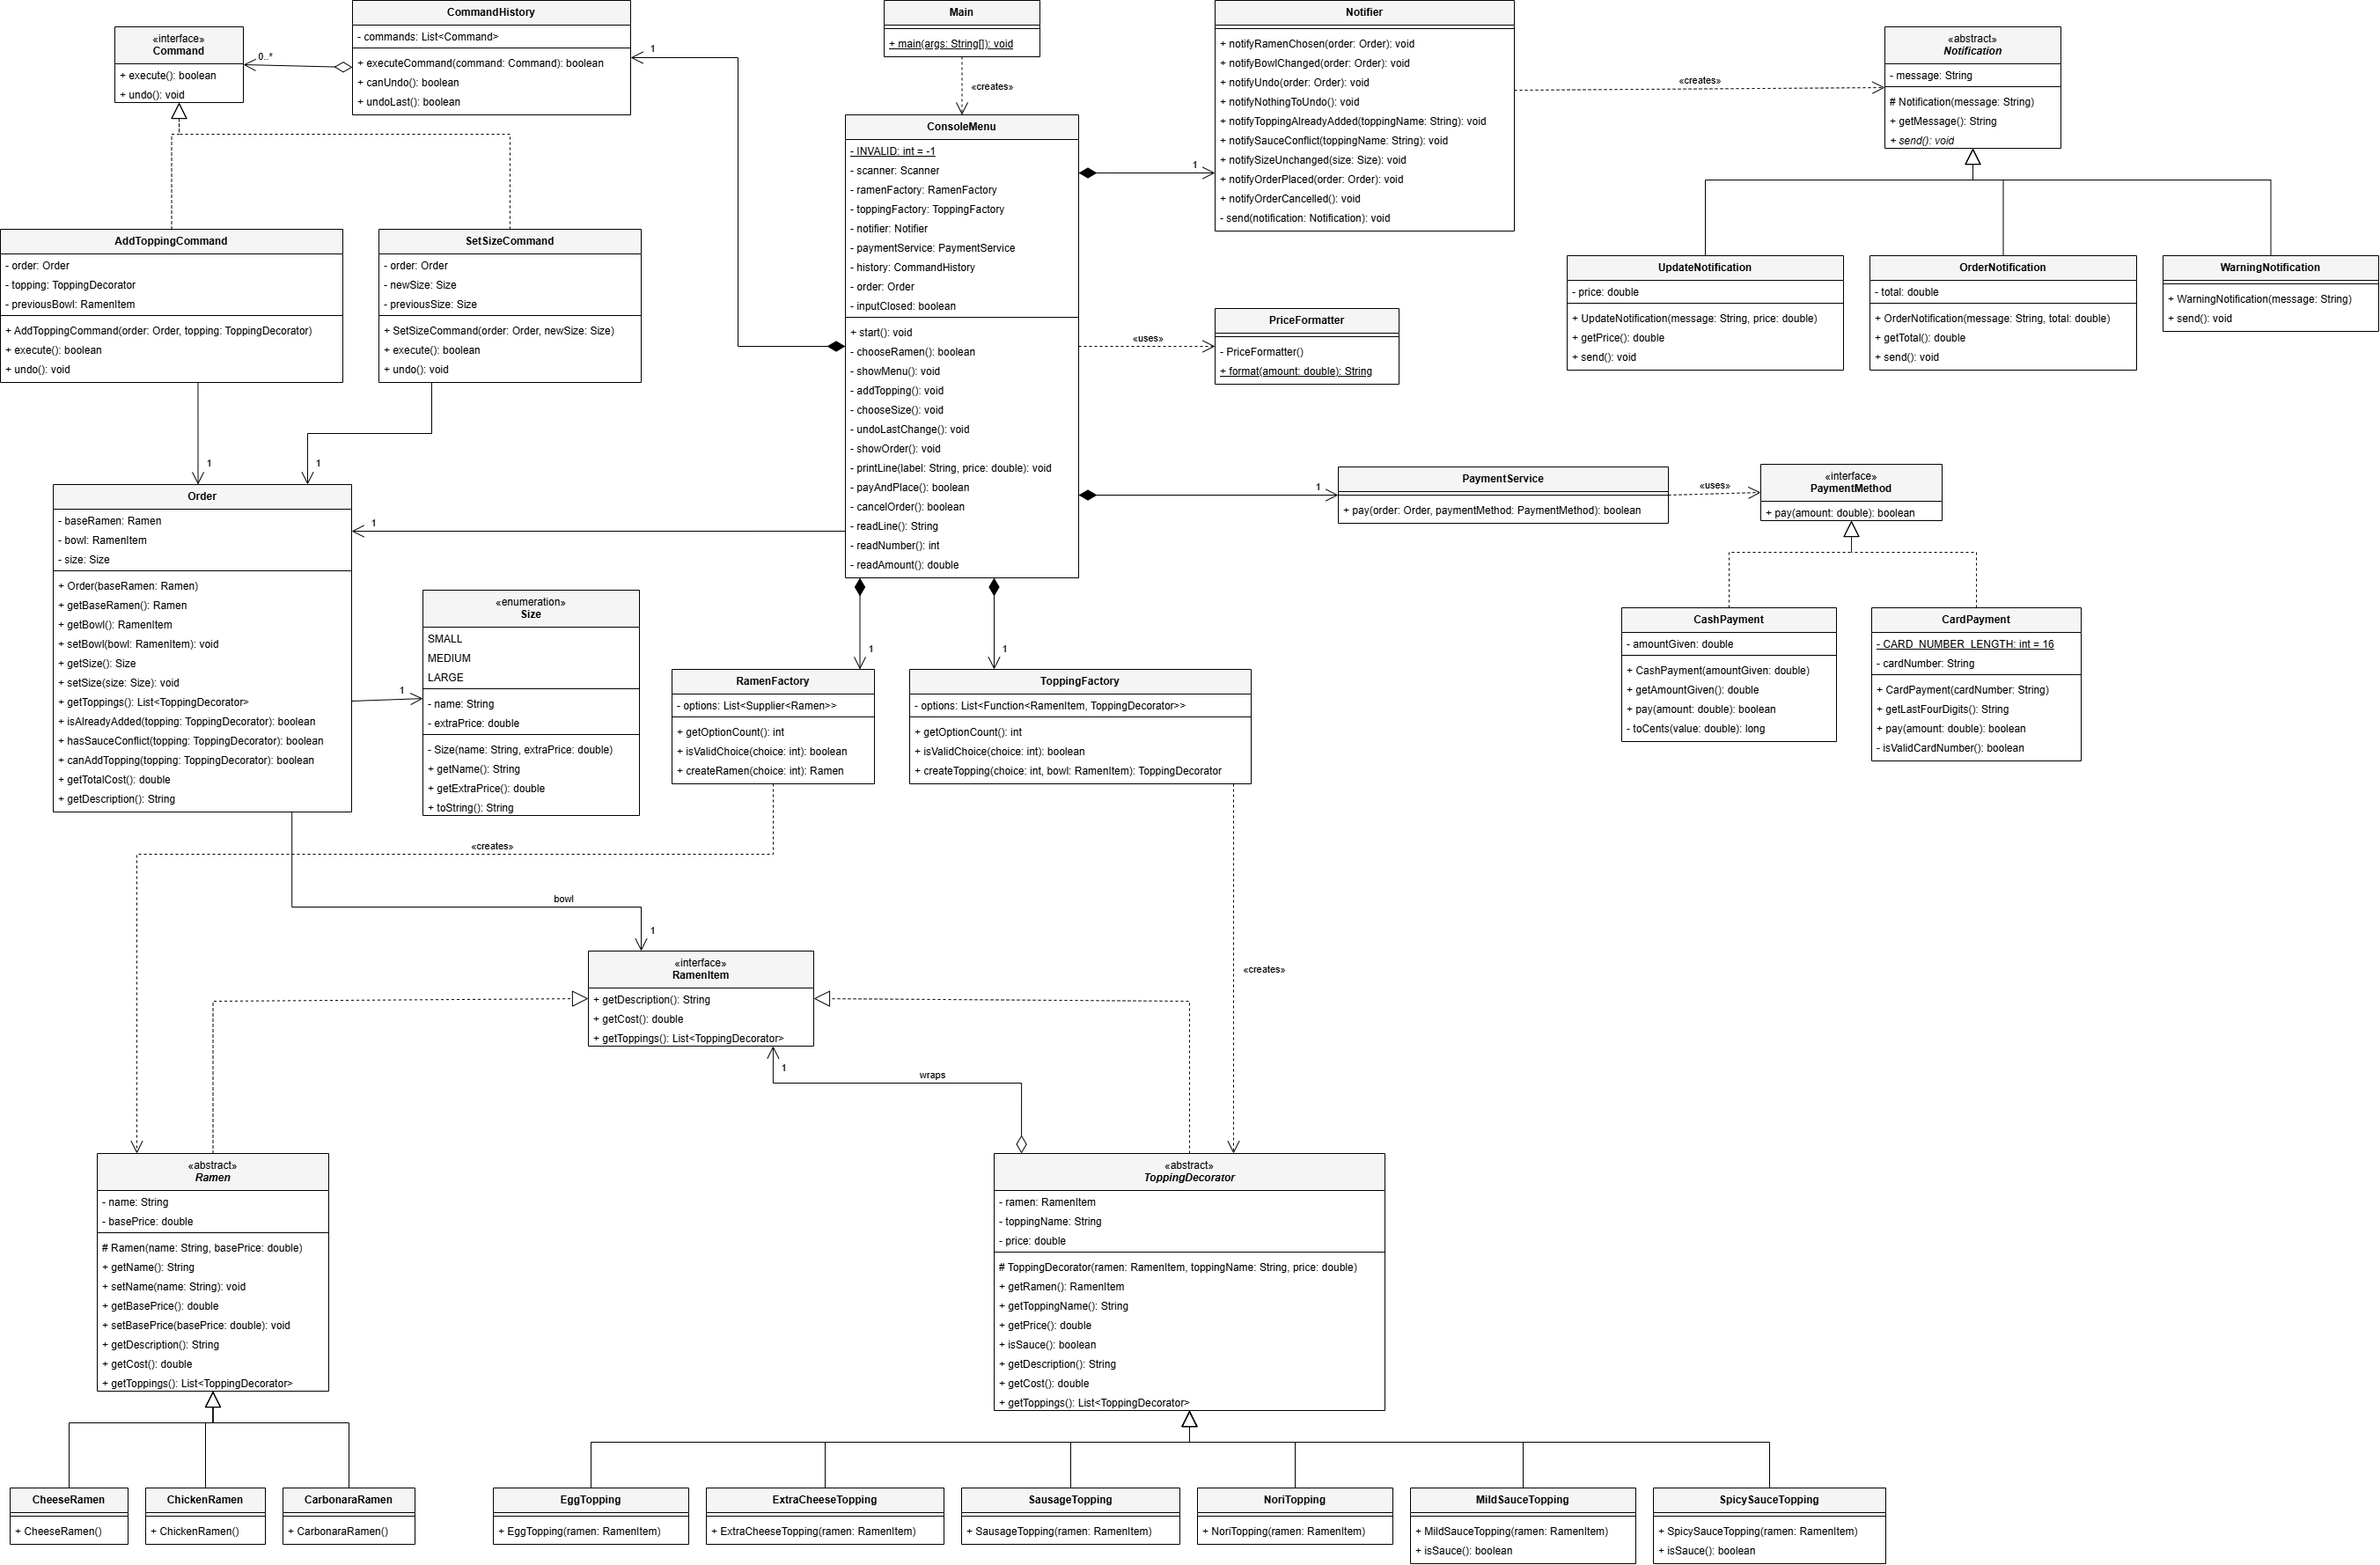 CommandHistory
- commands: List<Command>
+ executeCommand(command: Command): boolean
+ canUndo(): boolean
+ undoLast(): boolean
«interface»
Command
+ execute(): boolean
+ undo(): void
0..*
1
Main
+ main(args: String[]): void
«creates»
Notifier
+ notifyRamenChosen(order: Order): void
+ notifyBowlChanged(order: Order): void
+ notifyUndo(order: Order): void
+ notifyNothingToUndo(): void
+ notifyToppingAlreadyAdded(toppingName: String): void
+ notifySauceConflict(toppingName: String): void
+ notifySizeUnchanged(size: Size): void
+ notifyOrderPlaced(order: Order): void
+ notifyOrderCancelled(): void
- send(notification: Notification): void
«creates»
«abstract»
Notification
- message: String
# Notification(message: String)
+ getMessage(): String
+ send(): void
ConsoleMenu
- INVALID: int = -1
- scanner: Scanner
- ramenFactory: RamenFactory
- toppingFactory: ToppingFactory
- notifier: Notifier
- paymentService: PaymentService
- history: CommandHistory
- order: Order
- inputClosed: boolean
+ start(): void
- chooseRamen(): boolean
- showMenu(): void
- addTopping(): void
- chooseSize(): void
- undoLastChange(): void
- showOrder(): void
- printLine(label: String, price: double): void
- payAndPlace(): boolean
- cancelOrder(): boolean
- readLine(): String
- readNumber(): int
- readAmount(): double
1
AddToppingCommand
- order: Order
- topping: ToppingDecorator
- previousBowl: RamenItem
+ AddToppingCommand(order: Order, topping: ToppingDecorator)
+ execute(): boolean
+ undo(): void
SetSizeCommand
- order: Order
- newSize: Size
- previousSize: Size
+ SetSizeCommand(order: Order, newSize: Size)
+ execute(): boolean
+ undo(): void
UpdateNotification
- price: double
+ UpdateNotification(message: String, price: double)
+ getPrice(): double
+ send(): void
OrderNotification
- total: double
+ OrderNotification(message: String, total: double)
+ getTotal(): double
+ send(): void
WarningNotification
+ WarningNotification(message: String)
+ send(): void
«uses»
PriceFormatter
- PriceFormatter()
+ format(amount: double): String
1
1
1
1
PaymentService
+ pay(order: Order, paymentMethod: PaymentMethod): boolean
«uses»
«interface»
PaymentMethod
+ pay(amount: double): boolean
Order
- baseRamen: Ramen
- bowl: RamenItem
- size: Size
+ Order(baseRamen: Ramen)
+ getBaseRamen(): Ramen
+ getBowl(): RamenItem
+ setBowl(bowl: RamenItem): void
+ getSize(): Size
+ setSize(size: Size): void
+ getToppings(): List<ToppingDecorator>
+ isAlreadyAdded(topping: ToppingDecorator): boolean
+ hasSauceConflict(topping: ToppingDecorator): boolean
+ canAddTopping(topping: ToppingDecorator): boolean
+ getTotalCost(): double
+ getDescription(): String
1
«enumeration»
Size
SMALL
MEDIUM
LARGE
- name: String
- extraPrice: double
- Size(name: String, extraPrice: double)
+ getName(): String
+ getExtraPrice(): double
+ toString(): String
1
1
RamenFactory
- options: List<Supplier<Ramen>>
+ getOptionCount(): int
+ isValidChoice(choice: int): boolean
+ createRamen(choice: int): Ramen
ToppingFactory
- options: List<Function<RamenItem, ToppingDecorator>>
+ getOptionCount(): int
+ isValidChoice(choice: int): boolean
+ createTopping(choice: int, bowl: RamenItem): ToppingDecorator
CashPayment
- amountGiven: double
+ CashPayment(amountGiven: double)
+ getAmountGiven(): double
+ pay(amount: double): boolean
- toCents(value: double): long
CardPayment
- CARD_NUMBER_LENGTH: int = 16
- cardNumber: String
+ CardPayment(cardNumber: String)
+ getLastFourDigits(): String
+ pay(amount: double): boolean
- isValidCardNumber(): boolean
«creates»
bowl
1
«interface»
RamenItem
+ getDescription(): String
+ getCost(): double
+ getToppings(): List<ToppingDecorator>
«creates»
1
wraps
«abstract»
Ramen
- name: String
- basePrice: double
# Ramen(name: String, basePrice: double)
+ getName(): String
+ setName(name: String): void
+ getBasePrice(): double
+ setBasePrice(basePrice: double): void
+ getDescription(): String
+ getCost(): double
+ getToppings(): List<ToppingDecorator>
«abstract»
ToppingDecorator
- ramen: RamenItem
- toppingName: String
- price: double
# ToppingDecorator(ramen: RamenItem, toppingName: String, price: double)
+ getRamen(): RamenItem
+ getToppingName(): String
+ getPrice(): double
+ isSauce(): boolean
+ getDescription(): String
+ getCost(): double
+ getToppings(): List<ToppingDecorator>
CheeseRamen
+ CheeseRamen()
ChickenRamen
+ ChickenRamen()
CarbonaraRamen
+ CarbonaraRamen()
EggTopping
+ EggTopping(ramen: RamenItem)
ExtraCheeseTopping
+ ExtraCheeseTopping(ramen: RamenItem)
SausageTopping
+ SausageTopping(ramen: RamenItem)
NoriTopping
+ NoriTopping(ramen: RamenItem)
MildSauceTopping
+ MildSauceTopping(ramen: RamenItem)
+ isSauce(): boolean
SpicySauceTopping
+ SpicySauceTopping(ramen: RamenItem)
+ isSauce(): boolean